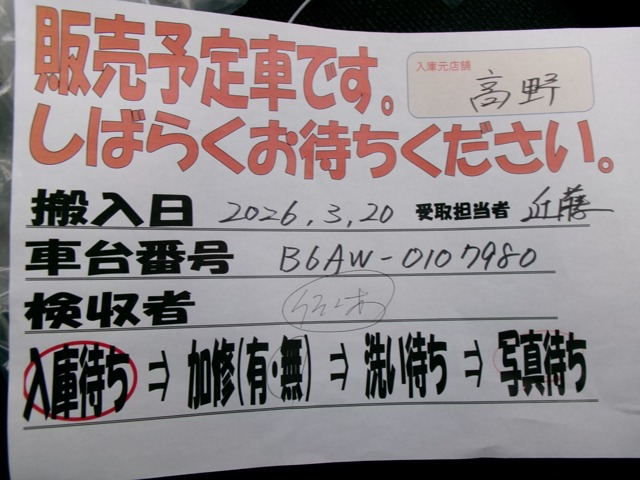 販売予定車です。
入庫元店舗
高野
しばらくお待ちください。
搬入日 2026.3.20 受取担当者 近藤
車台番号 B6AW-0107980
検収者
入庫待ち ⇒ 加修(有・無) ⇒ 洗い待ち ⇒ 写真待ち